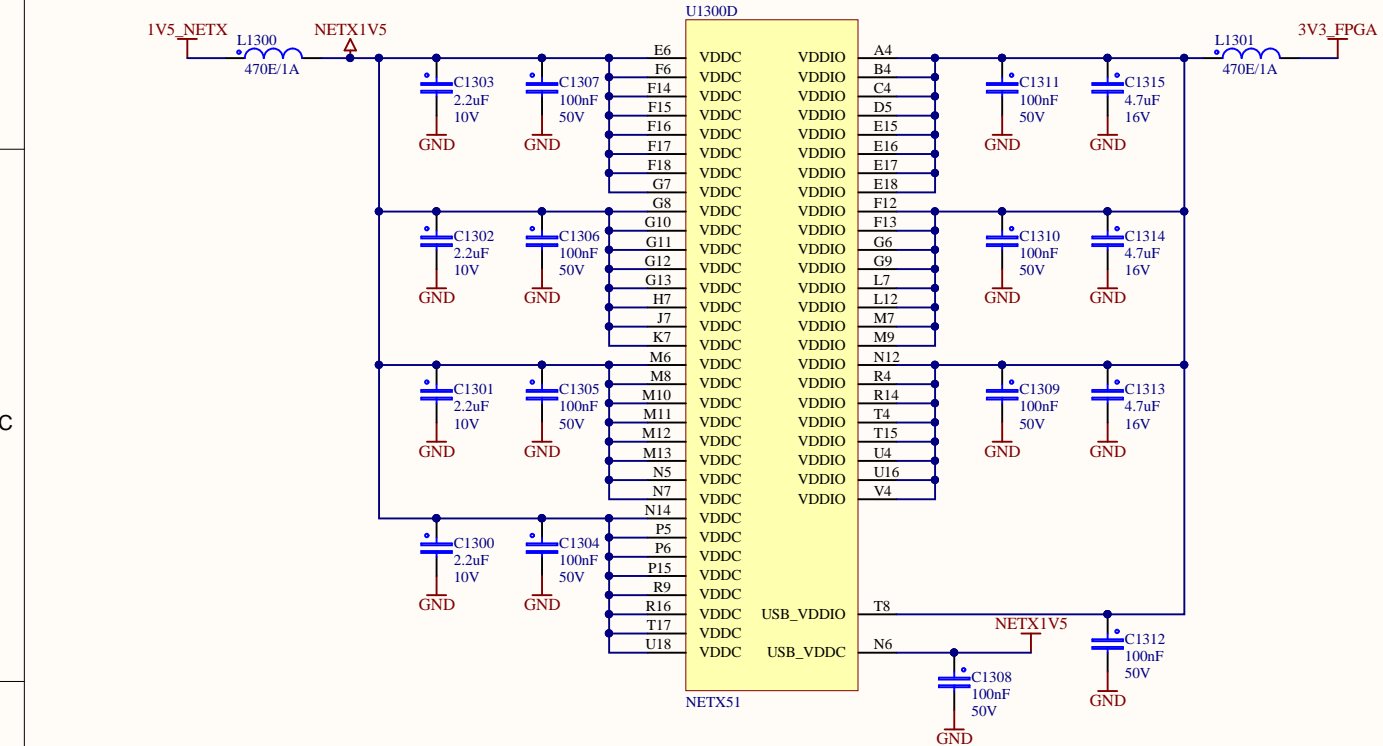 U1300D
1V5_NETX
L1300
470E/1A
NETX1V5
3V3_FPGA
L1301
470E/1A
E6 VDDC VDDIO A4
F6 VDDC VDDIO B4
F14 VDDC VDDIO C4
F15 VDDC VDDIO D5
F16 VDDC VDDIO E15
F17 VDDC VDDIO E16
F18 VDDC VDDIO E17
G7 VDDC VDDIO E18
G8 VDDC VDDIO F12
G10 VDDC VDDIO F13
G11 VDDC VDDIO G6
G12 VDDC VDDIO G9
G13 VDDC VDDIO L7
H7 VDDC VDDIO L12
J7 VDDC VDDIO M7
K7 VDDC VDDIO M9
M6 VDDC VDDIO N12
M8 VDDC VDDIO R4
M10 VDDC VDDIO R14
M11 VDDC VDDIO T4
M12 VDDC VDDIO T15
M13 VDDC VDDIO U4
N5 VDDC VDDIO U16
N7 VDDC VDDIO V4
N14 VDDC
P5 VDDC
P6 VDDC
P15 VDDC
R9 VDDC
R16 VDDC USB_VDDIO T8
T17 VDDC
U18 VDDC USB_VDDC N6
NETX51
C1303
2.2uF
10V
GND
C1307
100nF
50V
GND
C1311
100nF
50V
GND
C1315
4.7uF
16V
GND
C1302
2.2uF
10V
GND
C1306
100nF
50V
GND
C1310
100nF
50V
GND
C1314
4.7uF
16V
GND
C1301
2.2uF
10V
GND
C1305
100nF
50V
GND
C1309
100nF
50V
GND
C1313
4.7uF
16V
GND
C
C1300
2.2uF
10V
GND
C1304
100nF
50V
GND
NETX1V5
C1312
100nF
50V
GND
C1308
100nF
50V
GND